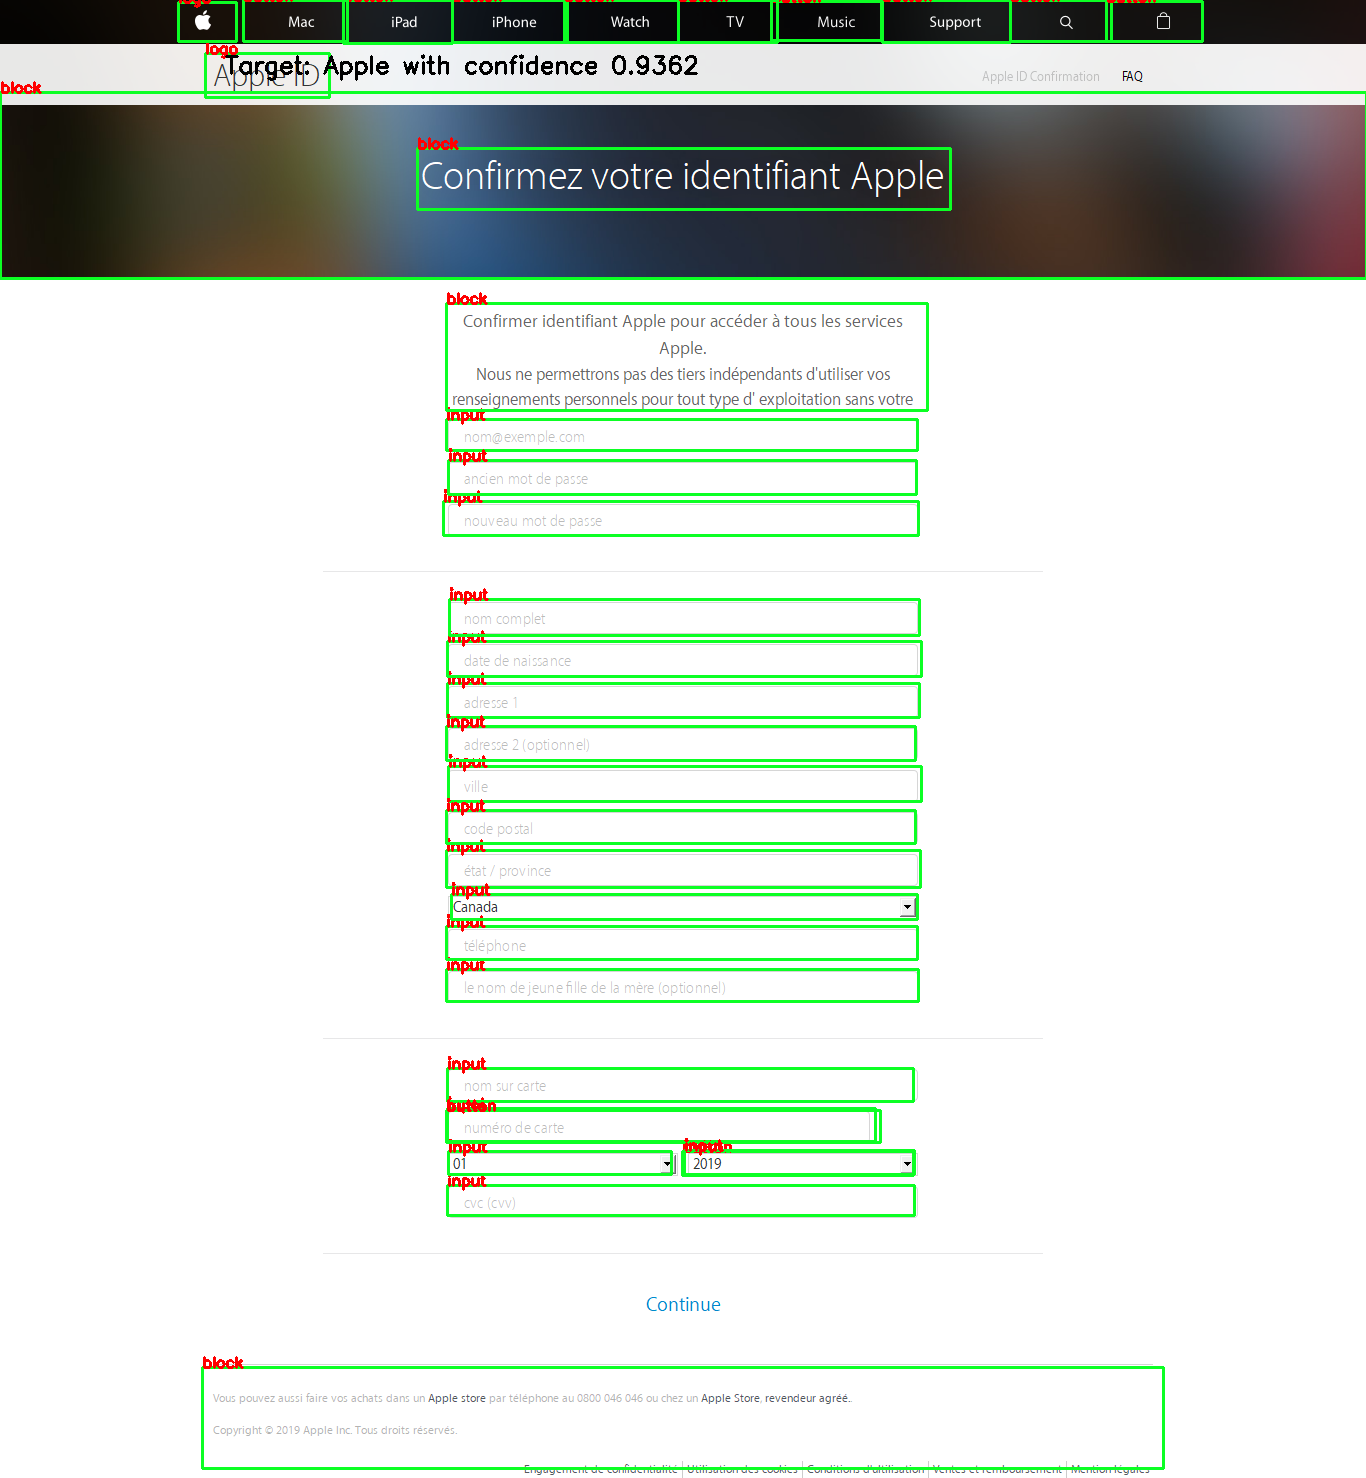 logo
Mac
iPad
iPhone
Watch
TV
Music
Support
logo
Target: Apple with confidence 0.9362
Apple ID
Apple ID Confirmation
FAQ
block
block
Confirmez votre identifiant Apple
block
Confirmer identifiant Apple pour accéder à tous les services
Apple.
Nous ne permettrons pas des tiers indépendants d'utiliser vos
renseignements personnels pour tout type d' exploitation sans votre
input
nom@exemple.com
input
ancien mot de passe
input
nouveau mot de passe
input
nom complet
input
date de naissance
input
adresse 1
input
adresse 2 (optionnel)
input
ville
input
code postal
input
état / province
input
Canada
input
téléphone
input
le nom de jeune fille de la mère (optionnel)
input
nom sur carte
button
numéro de carte
input
input
01
2019
input
cvc (cvv)
Continue
block
Vous pouvez aussi faire vos achats dans un Apple store par téléphone au 0800 046 046 ou chez un Apple Store, revendeur agréé..
Copyright © 2019 Apple Inc. Tous droits réservés.
Engagement de confidentialité | Utilisation des cookies | Conditions d'ultilisation | Ventes et remboursement | Mention légales